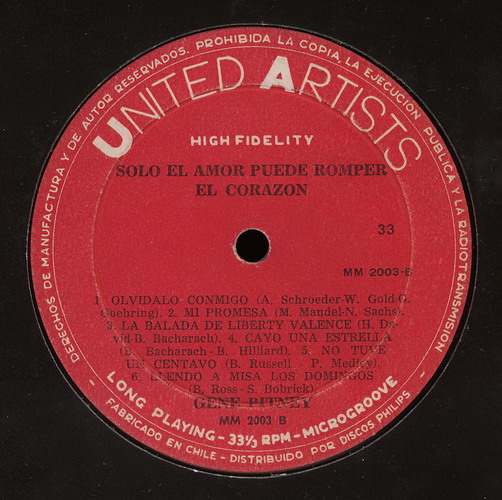 DERECHOS DE MANUFACTURA Y DE AUTOR RESERVADOS. PROHIBIDA LA COPIA, LA EJECUCION PUBLICA Y LA RADIOTRANSMISION
UNITED ARTISTS
HIGH FIDELITY
SOLO EL AMOR PUEDE ROMPER
EL CORAZON
33
MM 2003-B
1. OLVIDALO CONMIGO (A. Schroeder-W. Gold-G.
Goehring). 2. MI PROMESA (M. Mandel-N. Sachs).
3. LA BALADA DE LIBERTY VALENCE (H. Da-
vid-B. Bacharach). 4. CAYO UNA ESTRELLA
(B. Bacharach - B. Hilliard). 5. NO TUVE
UN CENTAVO (B. Russell - P. Medley).
6. LLENDO A MISA LOS DOMINGOS
(B, Ross - S. Bobrick).
GENE PITNEY
MM 2003 B
LONG PLAYING - 33⅓ RPM - MICROGROOVE
FABRICADO EN CHILE - DISTRIBUIDO POR DISCOS PHILIPS -